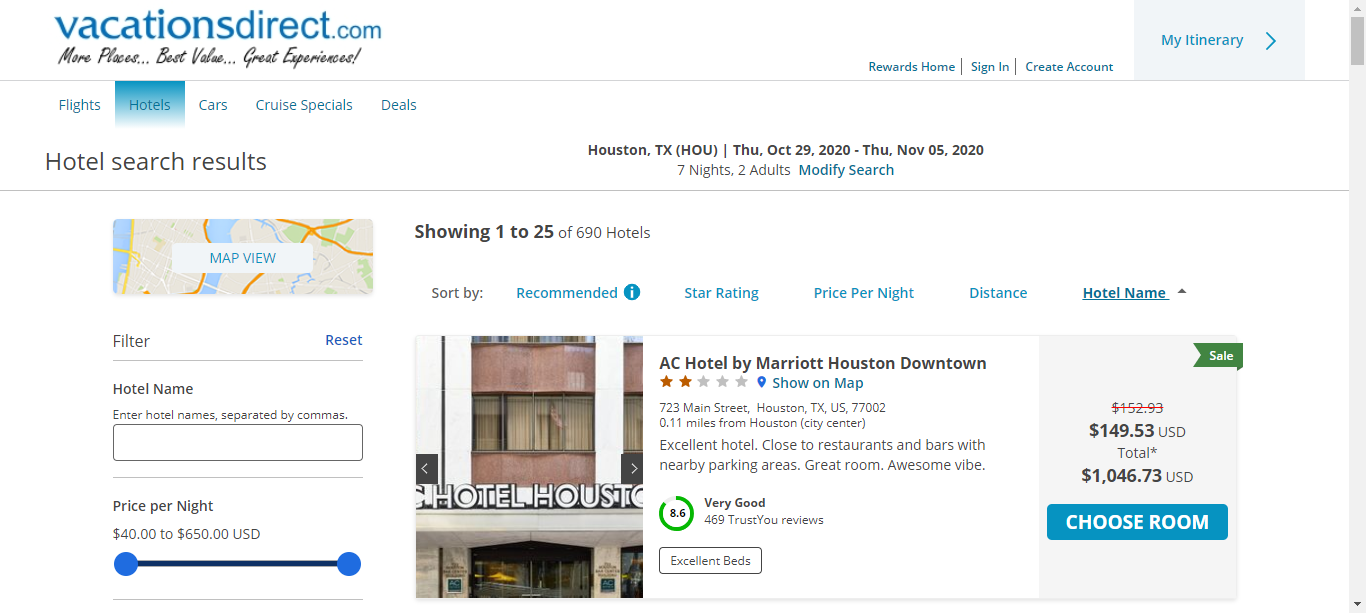 vacationsdirect.com
More Places... Best Value... Great Experiences!
My Itinerary
Rewards Home
Sign In
Create Account
Flights
Hotels
Cars
Cruise Specials
Deals
Hotel search results
Houston, TX (HOU) | Thu, Oct 29, 2020 - Thu, Nov 05, 2020
7 Nights, 2 Adults Modify Search
MAP VIEW
Showing 1 to 25 of 690 Hotels
Sort by:
Recommended
Star Rating
Price Per Night
Distance
Hotel Name
Filter
Reset
Hotel Name
Enter hotel names, separated by commas.
Price per Night
$40.00 to $650.00 USD
C HOTEL HOUSTO
AC
AC
AC Hotel by Marriott Houston Downtown
Show on Map
723 Main Street, Houston, TX, US, 77002
0.11 miles from Houston (city center)
Excellent hotel. Close to restaurants and bars with
nearby parking areas. Great room. Awesome vibe.
8.6
Very Good
469 TrustYou reviews
Excellent Beds
Sale
$152.93
$149.53 USD
Total*
$1,046.73 USD
CHOOSE ROOM